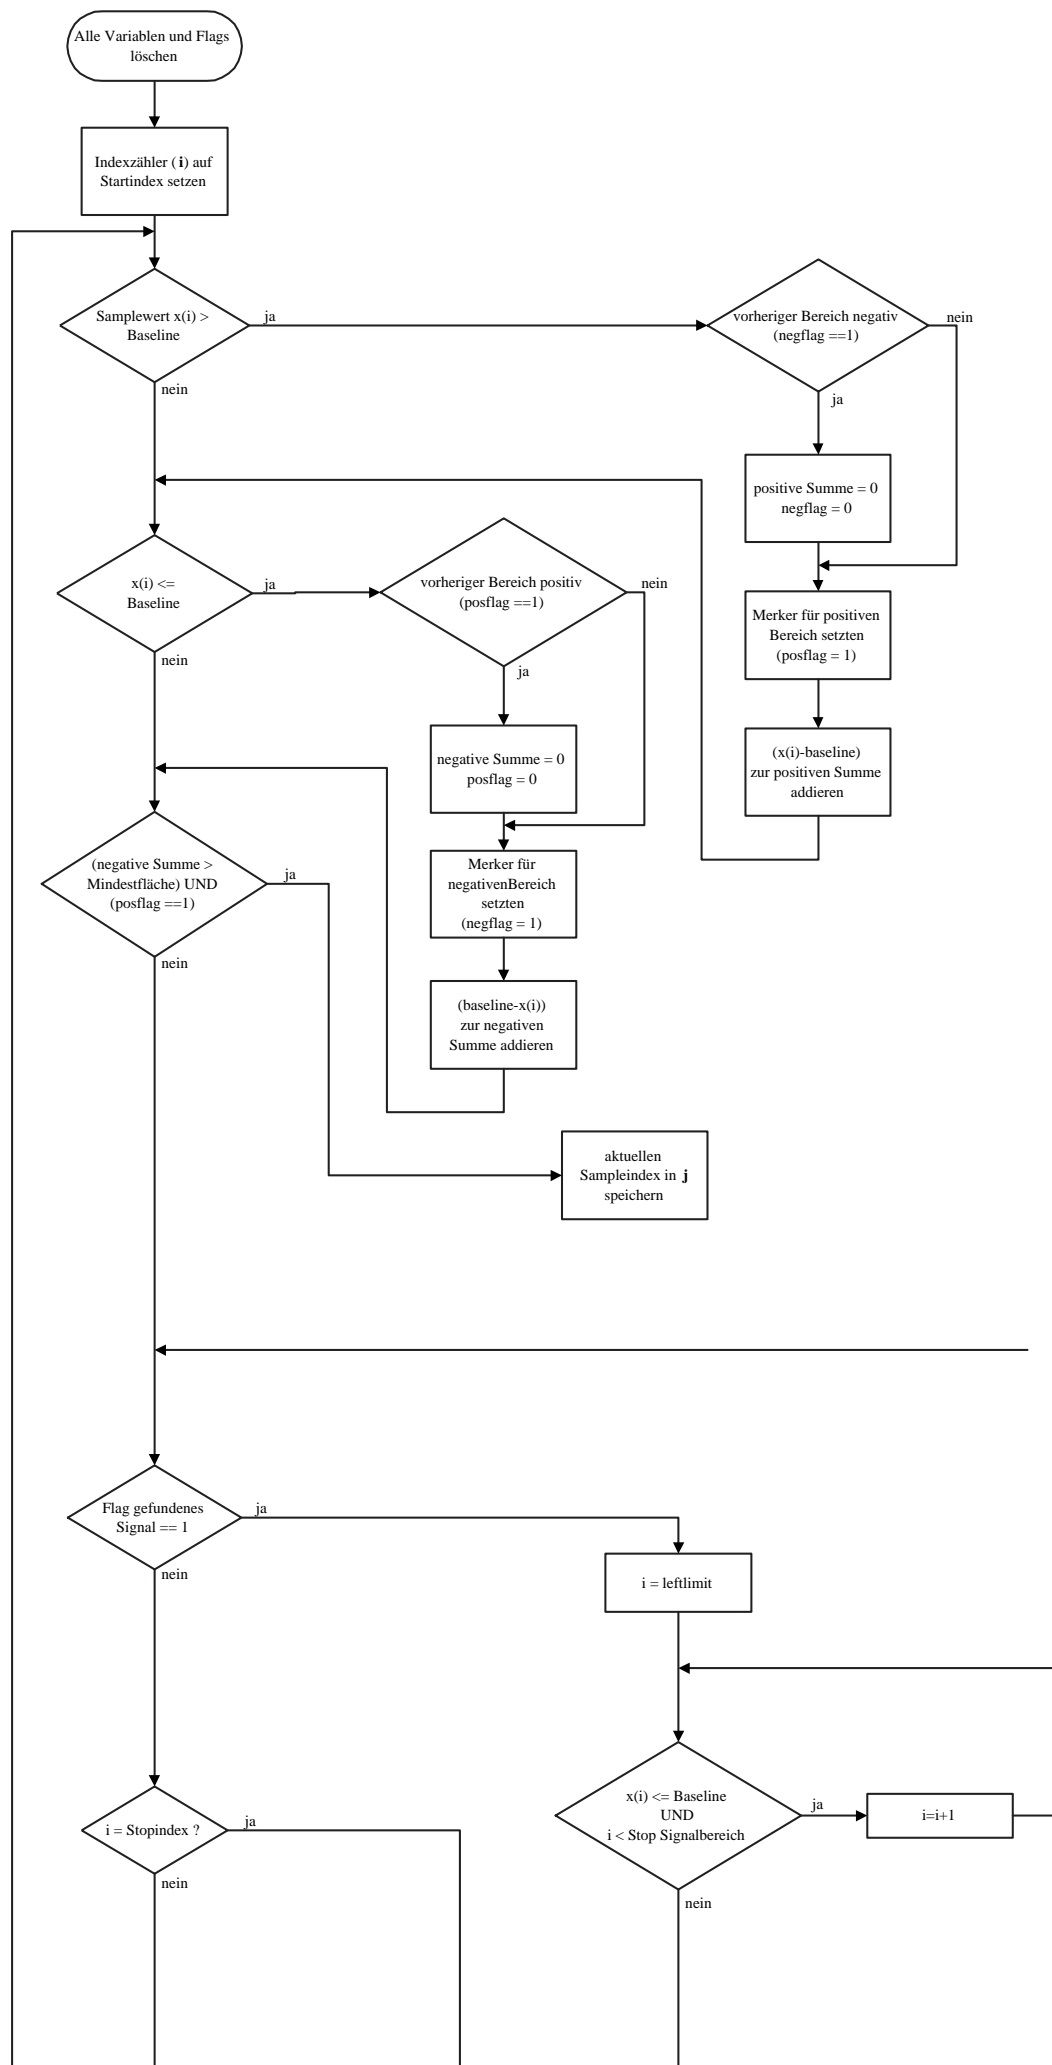 Alle Variablen und Flags
löschen
Indexzähler (i) auf
Startindex setzen
Samplewert x(i) >
Baseline
ja
nein
vorheriger Bereich negativ
(negflag ==1)
nein
ja
positive Summe = 0
negflag = 0
Merker für positiven
Bereich setzten
(posflag = 1)
(x(i)-baseline)
zur positiven Summe
addieren
x(i) <=
Baseline
ja
nein
vorheriger Bereich positiv
(posflag ==1)
nein
ja
negative Summe = 0
posflag = 0
Merker für
negativenBereich
setzten
(negflag = 1)
(baseline-x(i))
zur negativen
Summe addieren
(negative Summe >
Mindestfläche) UND
(posflag ==1)
ja
nein
aktuellen
Sampleindex in j
speichern
Flag gefundenes
Signal == 1
ja
nein
i = leftlimit
x(i) <= Baseline
UND
i < Stop Signalbereich
ja
nein
i=i+1
i = Stopindex ?
ja
nein